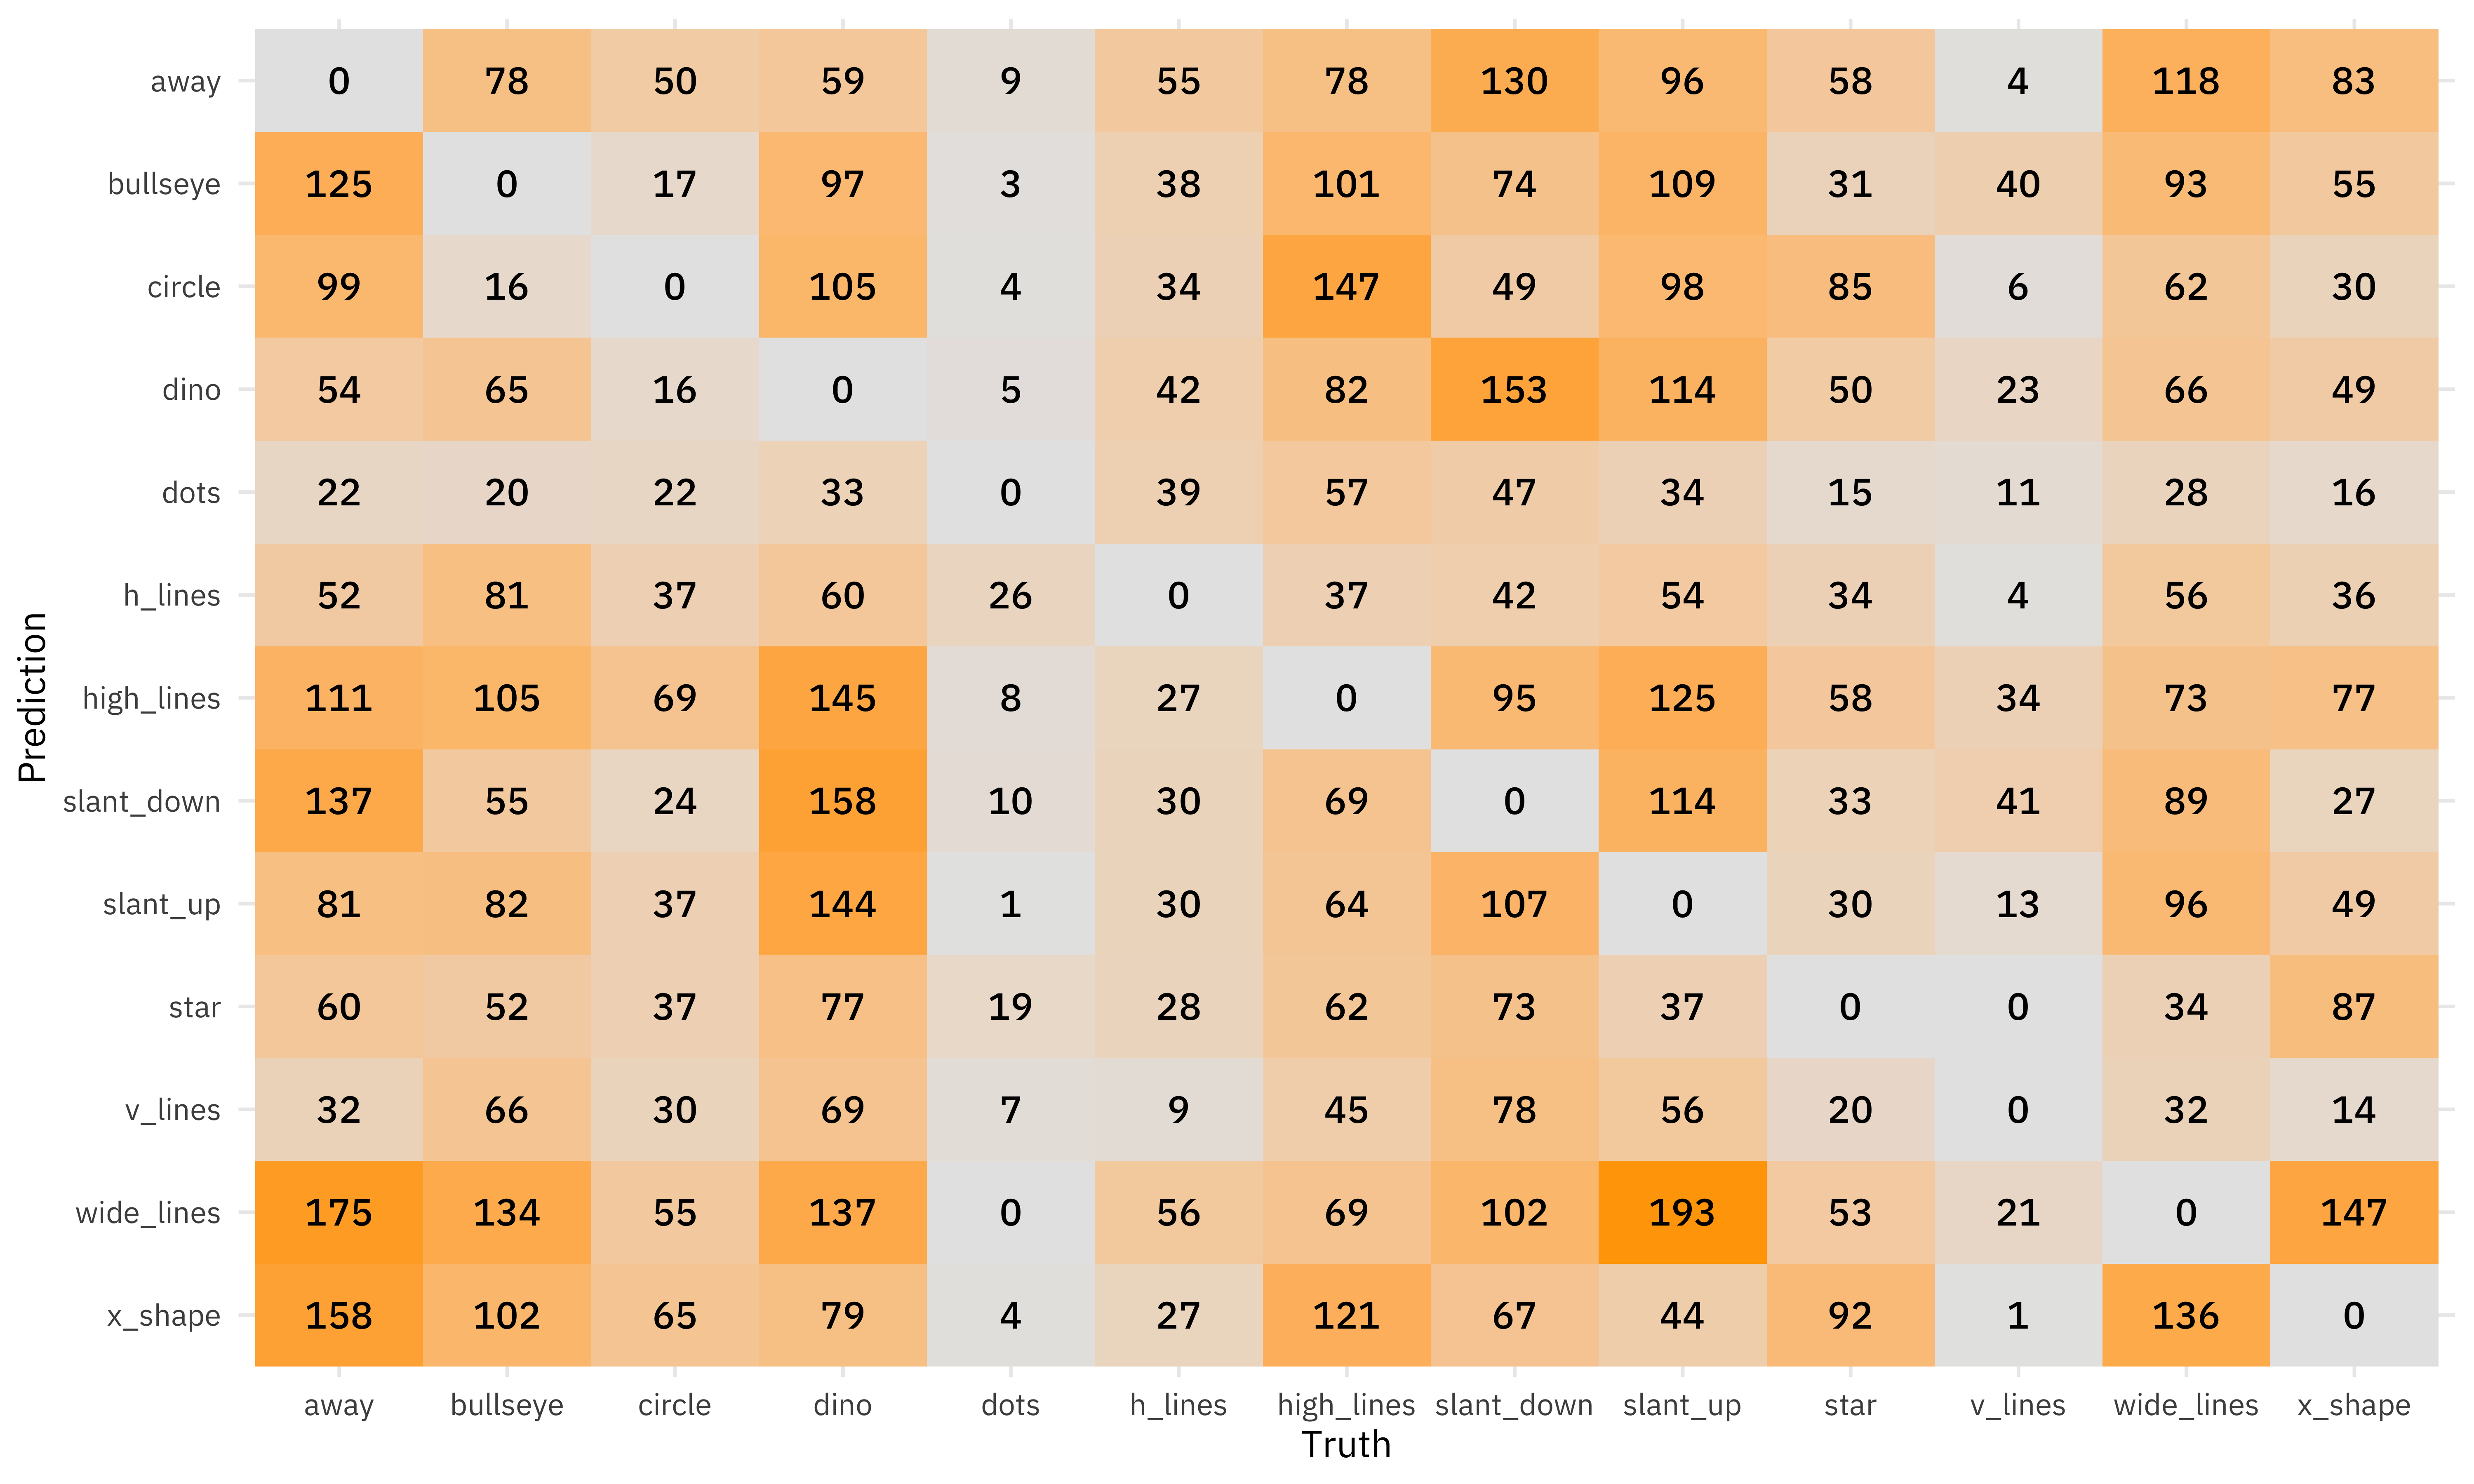 away 0 78 50 59 9 55 78 130 96 58 4 118 83
bullseye 125 0 17 97 3 38 101 74 109 31 40 93 55
circle 99 16 0 105 4 34 147 49 98 85 6 62 30
dino 54 65 16 0 5 42 82 153 114 50 23 66 49
dots 22 20 22 33 0 39 57 47 34 15 11 28 16
h_lines 52 81 37 60 26 0 37 42 54 34 4 56 36
high_lines 111 105 69 145 8 27 0 95 125 58 34 73 77
slant_down 137 55 24 158 10 30 69 0 114 33 41 89 27
slant_up 81 82 37 144 1 30 64 107 0 30 13 96 49
star 60 52 37 77 19 28 62 73 37 0 0 34 87
v_lines 32 66 30 69 7 9 45 78 56 20 0 32 14
wide_lines 175 134 55 137 0 56 69 102 193 53 21 0 147
x_shape 158 102 65 79 4 27 121 67 44 92 1 136 0
away bullseye circle dino dots h_lines high_lines slant_down slant_up star v_lines wide_lines x_shape
Truth
Prediction